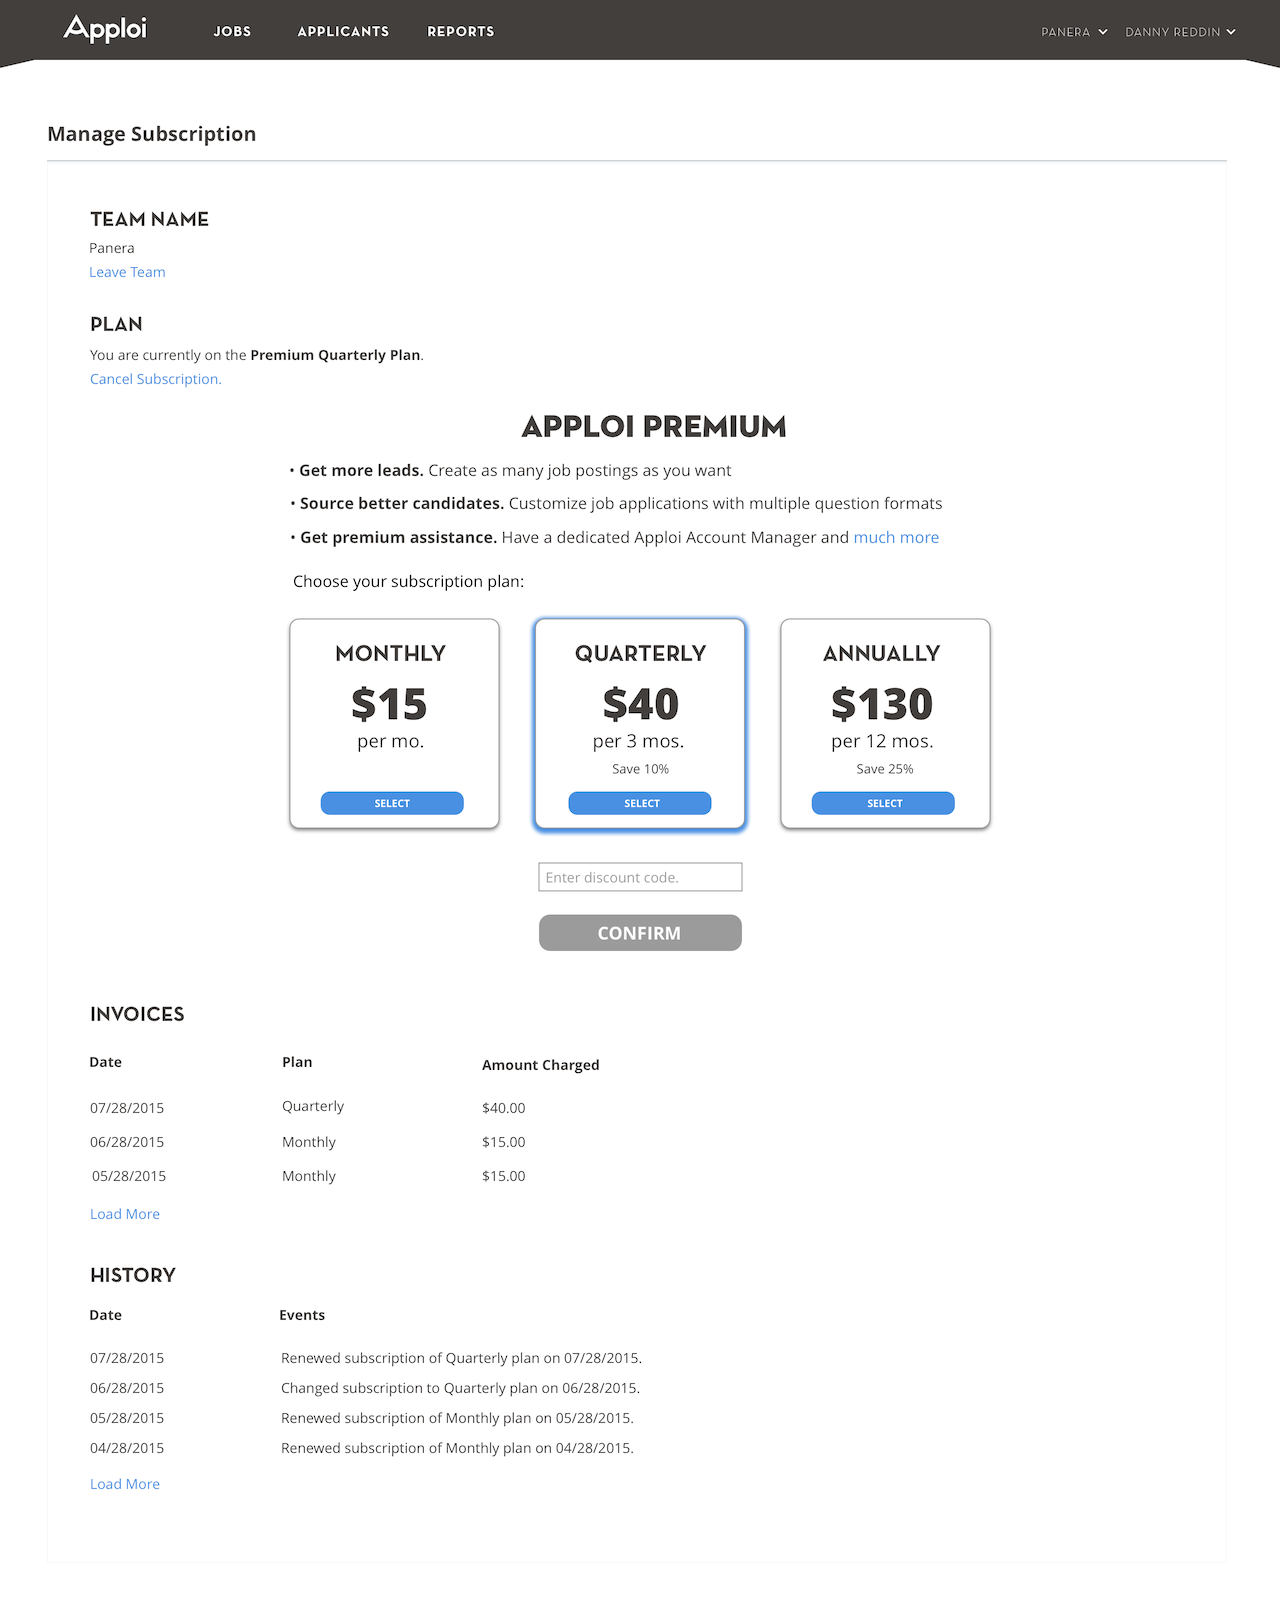 Apploi JOBS APPLICANTS REPORTS PANERA DANNY REDDIN
Manage Subscription
TEAM NAME
Panera
Leave Team
PLAN
You are currently on the Premium Quarterly Plan.
Cancel Subscription.
APPLOI PREMIUM
• Get more leads. Create as many job postings as you want
• Source better candidates. Customize job applications with multiple question formats
• Get premium assistance. Have a dedicated Apploi Account Manager and much more
Choose your subscription plan:
MONTHLY
$15
per mo.
SELECT
QUARTERLY
$40
per 3 mos.
Save 10%
SELECT
ANNUALLY
$130
per 12 mos.
Save 25%
SELECT
Enter discount code.
CONFIRM
INVOICES
Date Plan Amount Charged
07/28/2015 Quarterly $40.00
06/28/2015 Monthly $15.00
05/28/2015 Monthly $15.00
Load More
HISTORY
Date Events
07/28/2015 Renewed subscription of Quarterly plan on 07/28/2015.
06/28/2015 Changed subscription to Quarterly plan on 06/28/2015.
05/28/2015 Renewed subscription of Monthly plan on 05/28/2015.
04/28/2015 Renewed subscription of Monthly plan on 04/28/2015.
Load More